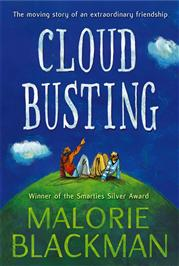 The moving story of an extraordinary friendship
CLOUD
BUSTING
Winner of the Smarties Silver Award
MALORIE
BLACKMAN